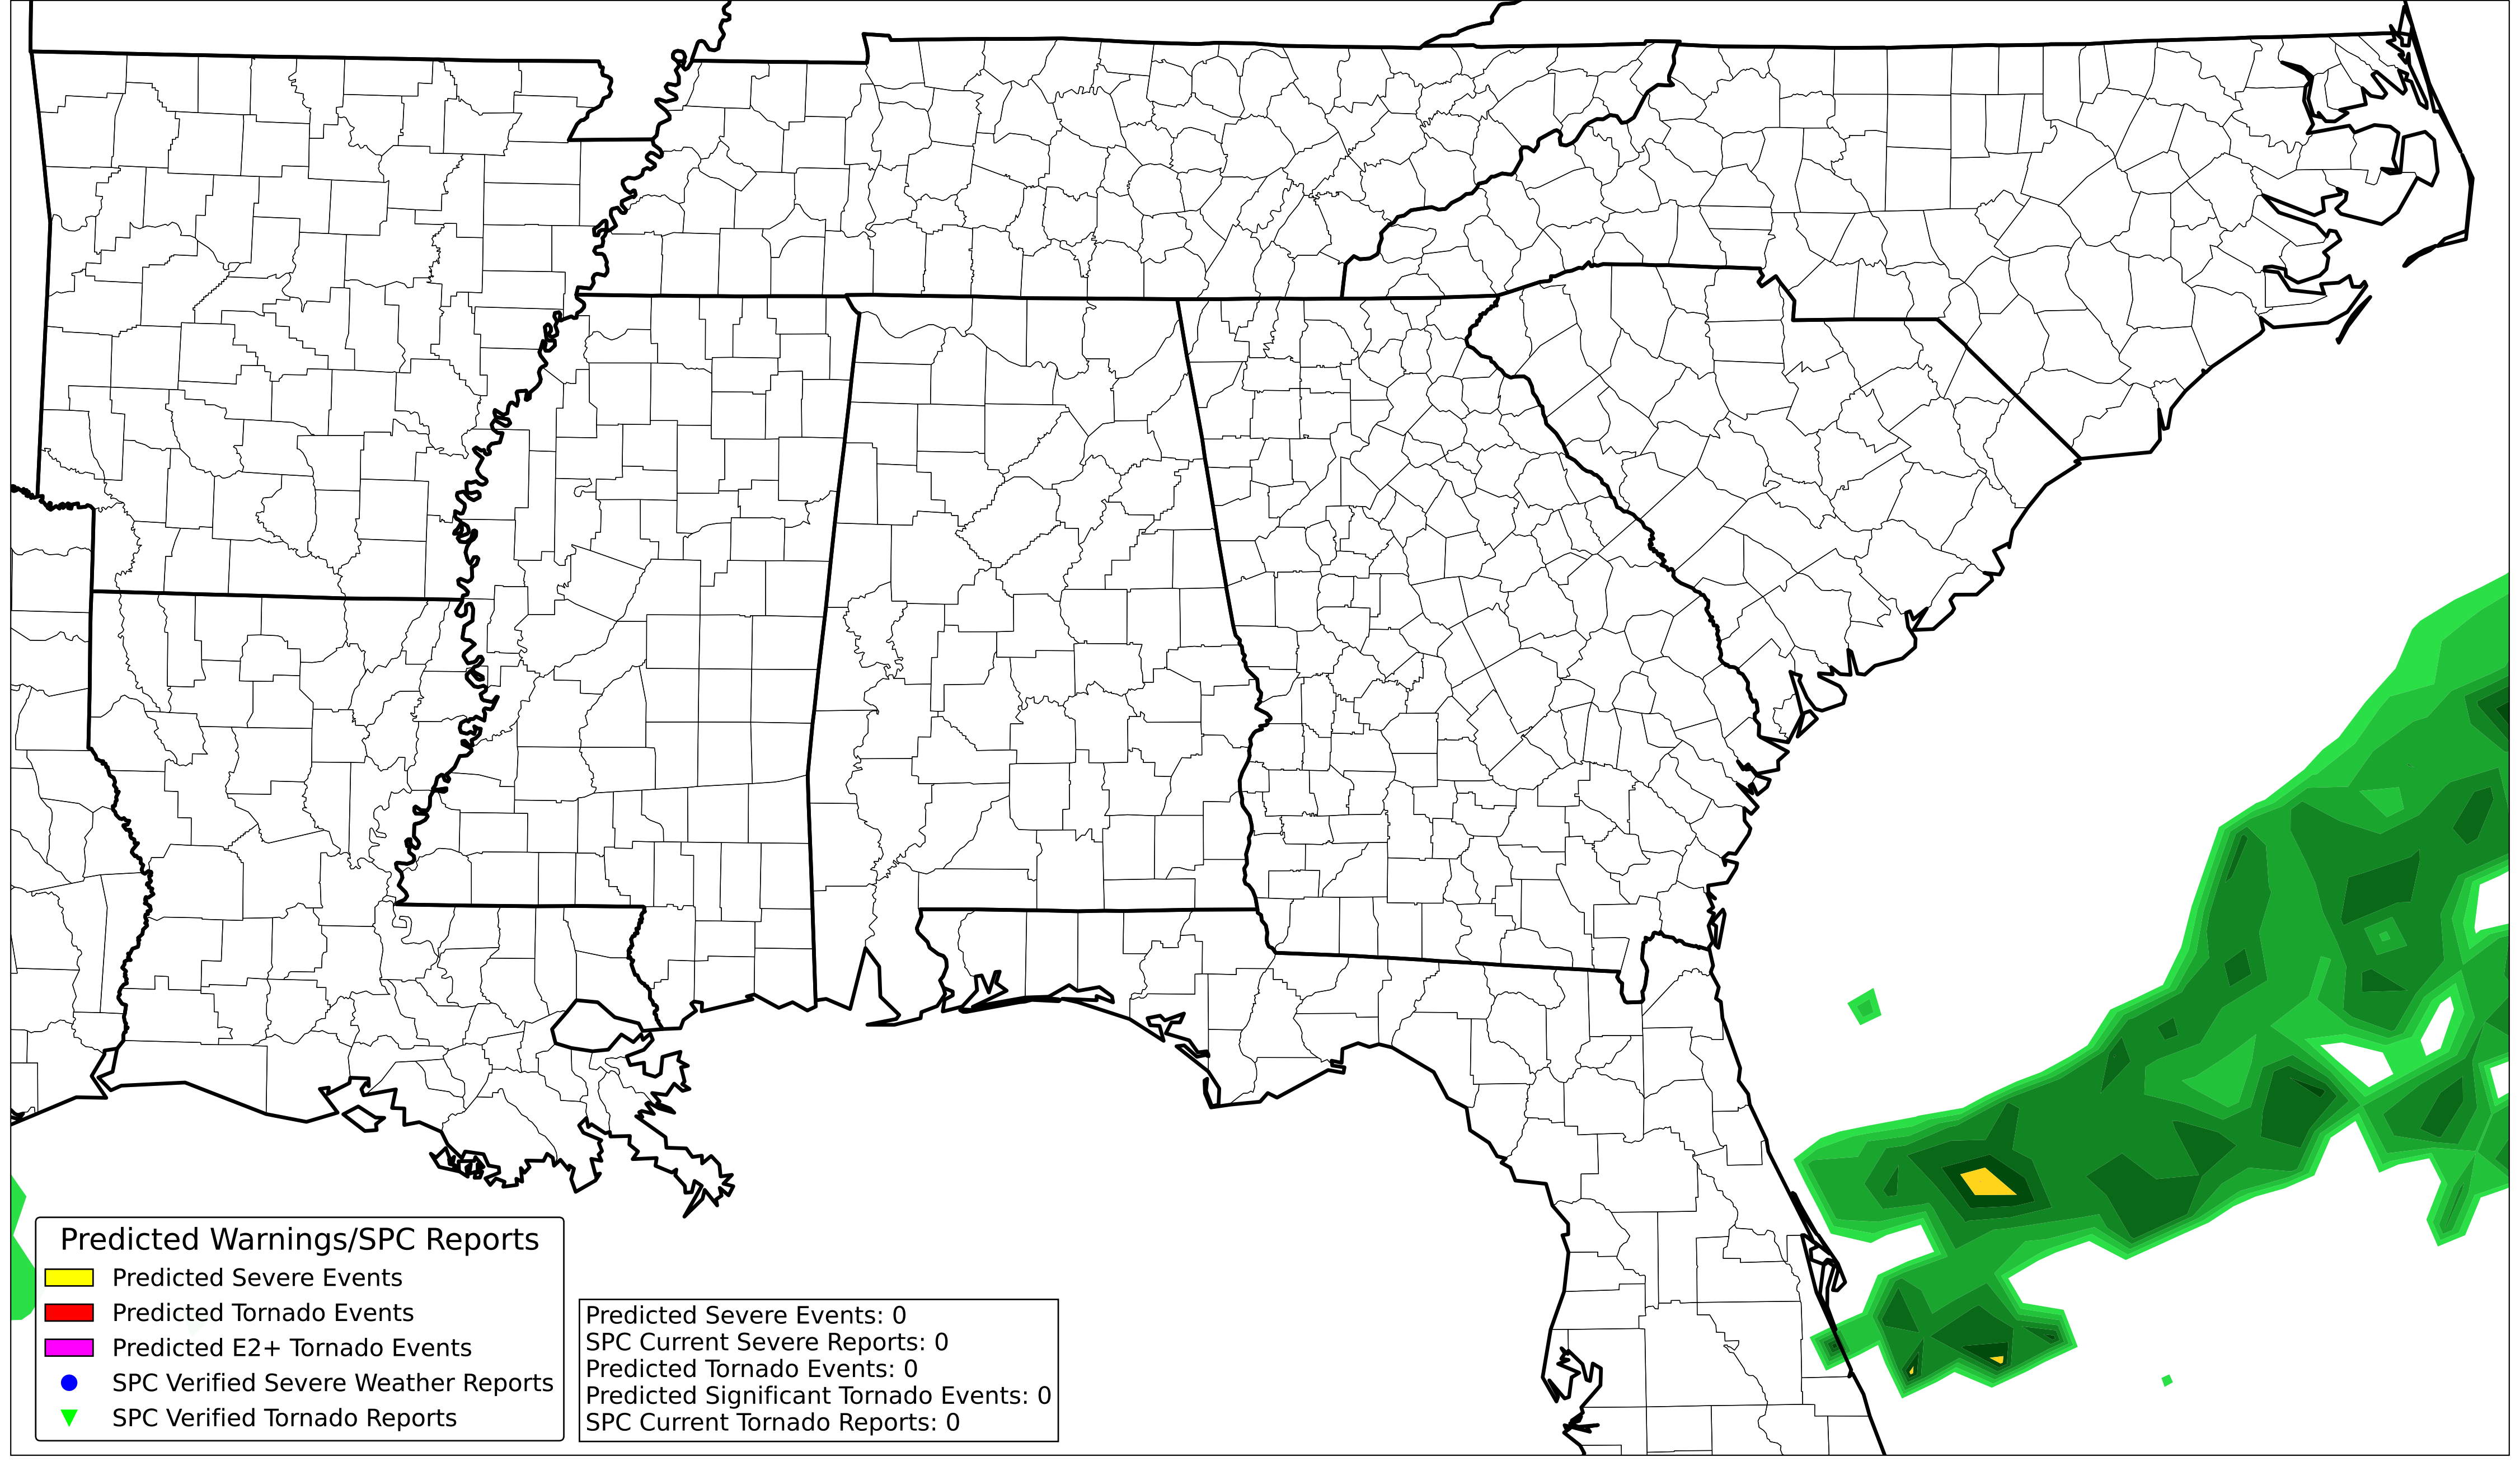 Predicted Warnings/SPC Reports
Predicted Severe Events
Predicted Tornado Events
Predicted E2+ Tornado Events
SPC Verified Severe Weather Reports
SPC Verified Tornado Reports
Predicted Severe Events: 0
SPC Current Severe Reports: 0
Predicted Tornado Events: 0
Predicted Significant Tornado Events: 0
SPC Current Tornado Reports: 0